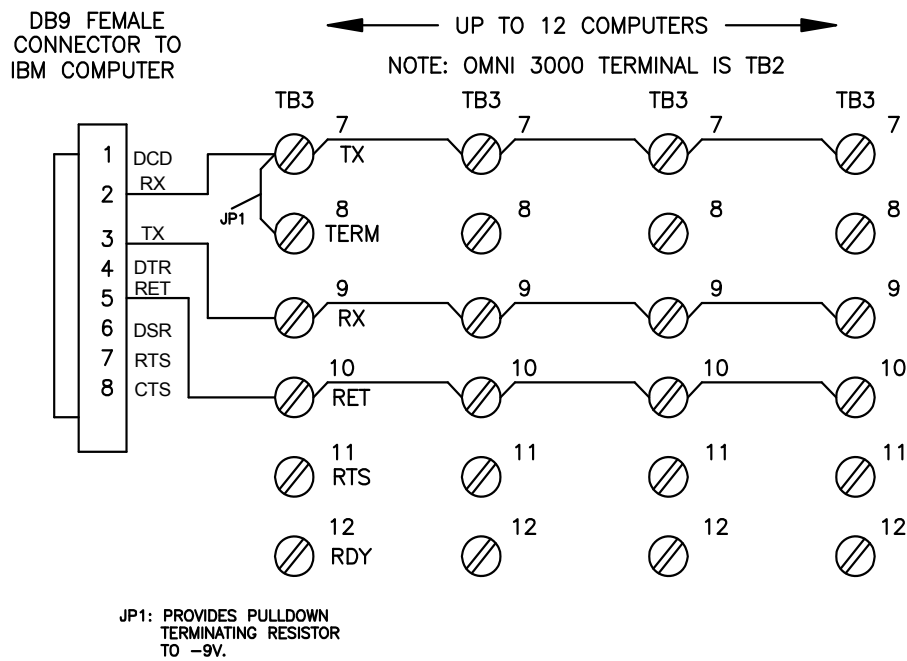 DB9 FEMALE
CONNECTOR TO
IBM COMPUTER
UP TO 12 COMPUTERS
NOTE: OMNI 3000 TERMINAL IS TB2
TB3 TB3 TB3 TB3
7 7 7 7
1 DCD TX
2 RX
JP1
8 8 8 8
TERM
3 TX
4 DTR
5 RET
9 9 9 9
RX
6 DSR
7 RTS
8 CTS
10 10 10 10
RET
11 11 11 11
RTS
12 12 12 12
RDY
JP1: PROVIDES PULLDOWN
TERMINATING RESISTOR
TO -9V.